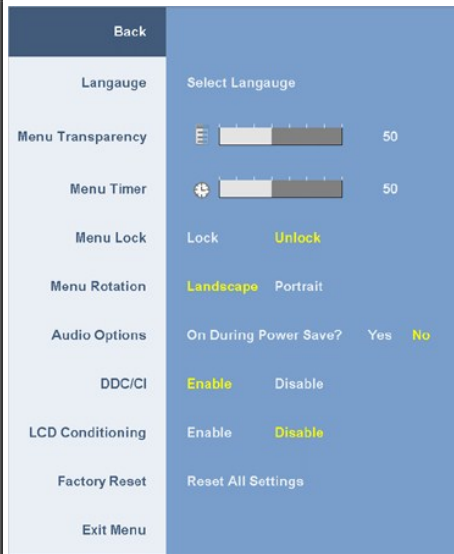 Back
Langauge Select Langauge
Menu Transparency 50
Menu Timer 50
Menu Lock Lock Unlock
Menu Rotation Landscape Portrait
Audio Options On During Power Save? Yes No
DDC/CI Enable Disable
LCD Conditioning Enable Disable
Factory Reset Reset All Settings
Exit Menu